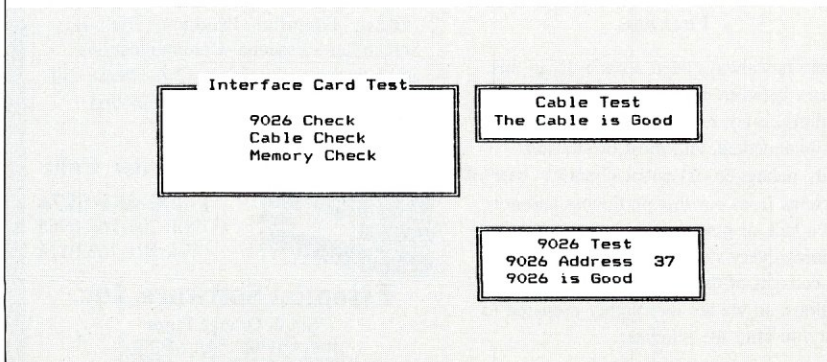 Interface Card Test
9026 Check
Cable Check
Memory Check
Cable Test
The Cable is Good
9026 Test
9026 Address 37
9026 is Good